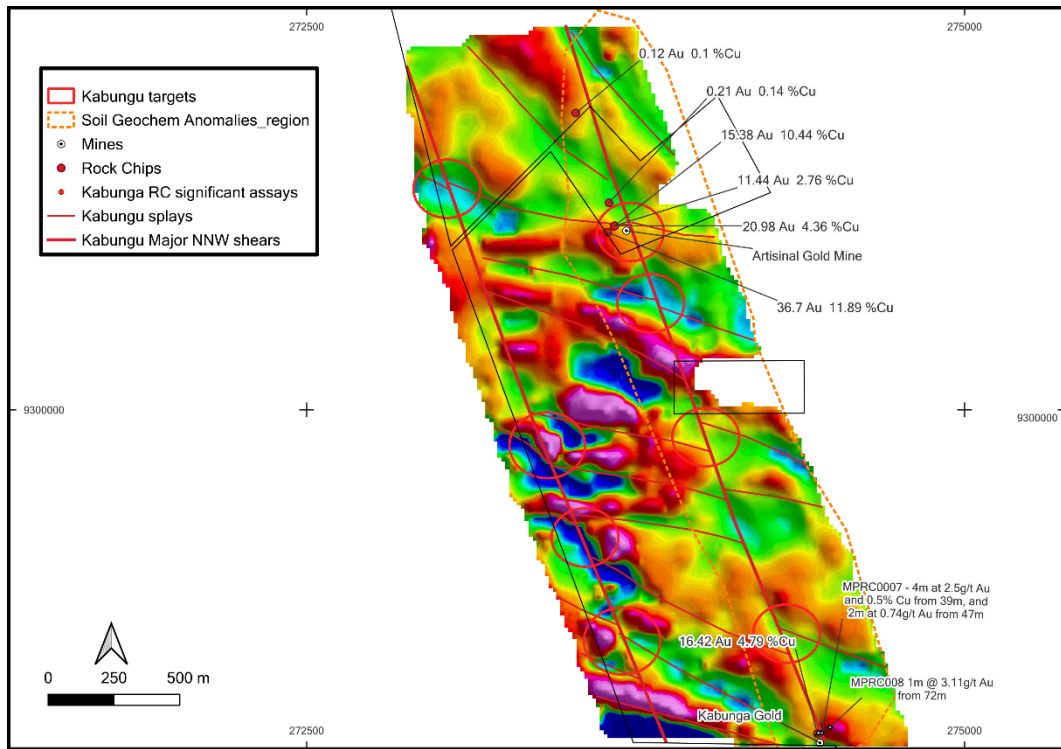 272500
275000
Kabungu targets
Soil Geochem Anomalies_region
Mines
Rock Chips
Kabunga RC significant assays
Kabungu splays
Kabungu Major NNW shears
0.12 Au 0.1 %Cu
0.21 Au 0.14 %Cu
15.38 Au 10.44 %Cu
11.44 Au 2.76 %Cu
20.98 Au 4.36 %Cu
Artisinal Gold Mine
36.7 Au 11.89 %Cu
9300000
9300000
MPRC0007 - 4m at 2.5g/t Au
and 0.5% Cu from 39m, and
2m at 0.74g/t Au from 47m
16.42 Au 4.79 %Cu
MPRC008 1m @ 3.11g/t Au
from 72m
Kabunga Gold
0 250 500 m
272500
275000